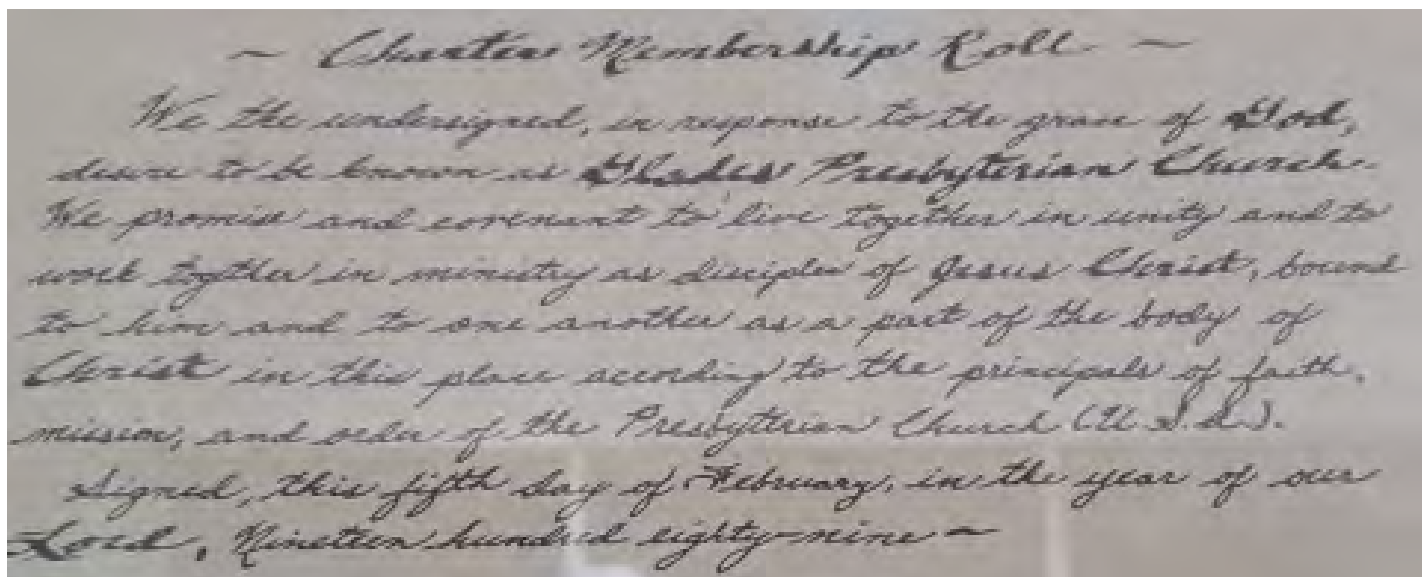 ~ Charter Membership Roll ~
We the undersigned, in response to the grace of God,
desire to be known as Glades Presbyterian Church.
We promise and covenant to live together in unity and to
work together in ministry as disciples of Jesus Christ, bound
to him and to one another as a part of the body of
Christ in this place according to the principals of faith,
mission, and order of the Presbyterian Church (U.S.A.).
Signed, this fifth day of February, in the year of our
Lord, Nineteen hundred eighty-nine ~